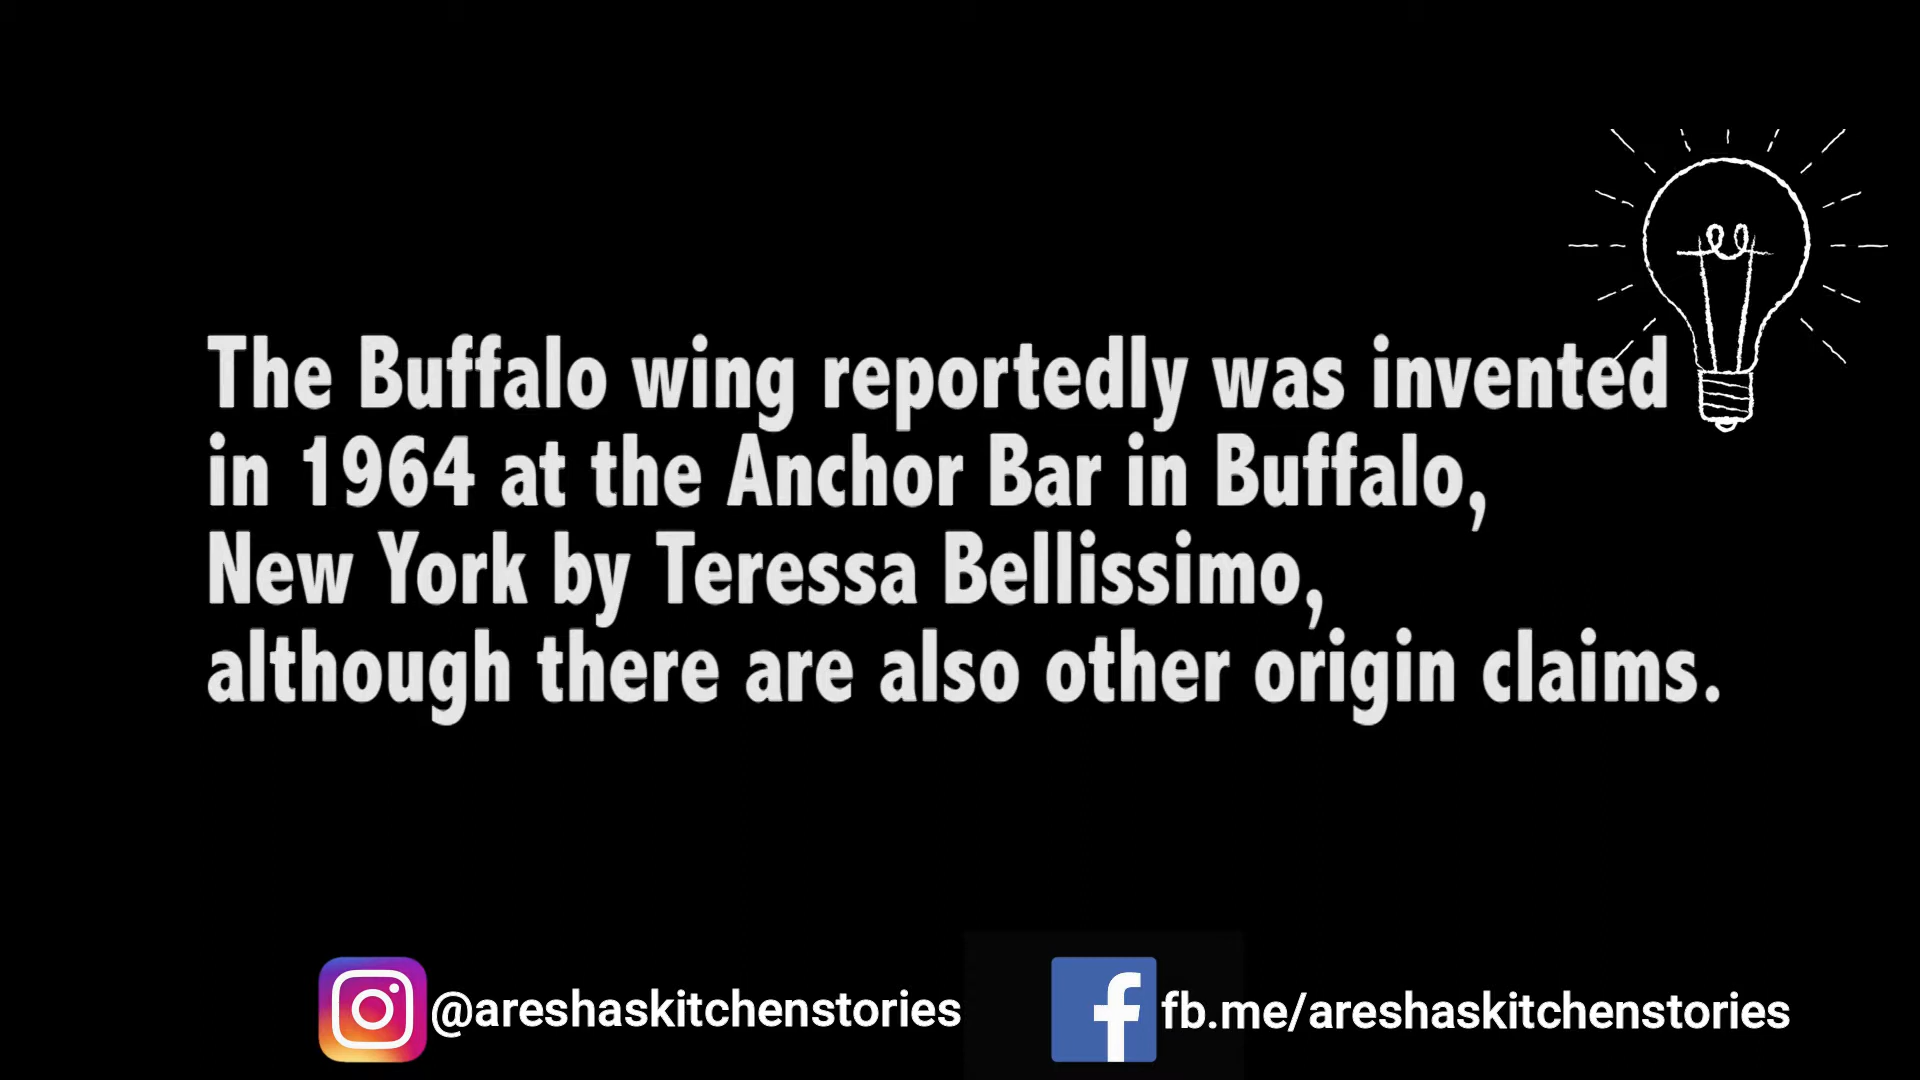 The Buffalo wing reportedly was invented
in 1964 at the Anchor Bar in Buffalo,
New York by Teressa Bellissimo,
although there are also other origin claims.
@areshaskitchenstories
fb.me/areshaskitchenstories